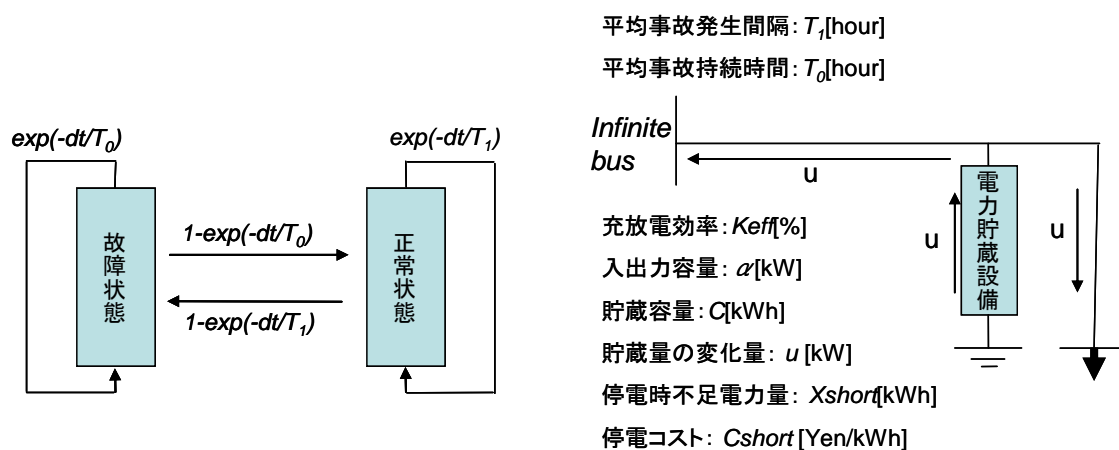 exp(-dt/T0)
exp(-dt/T1)
故障状態
1-exp(-dt/T0)
1-exp(-dt/T1)
正常状態
平均事故発生間隔: T1[hour]
平均事故持続時間: T0[hour]
Infinite
bus
u
電力貯蔵設備
u
u
充放電効率: Keff[%]
入出力容量: α[kW]
貯蔵容量: C[kWh]
貯蔵量の変化量: u [kW]
停電時不足電力量: Xshort[kWh]
停電コスト: Cshort [Yen/kWh]